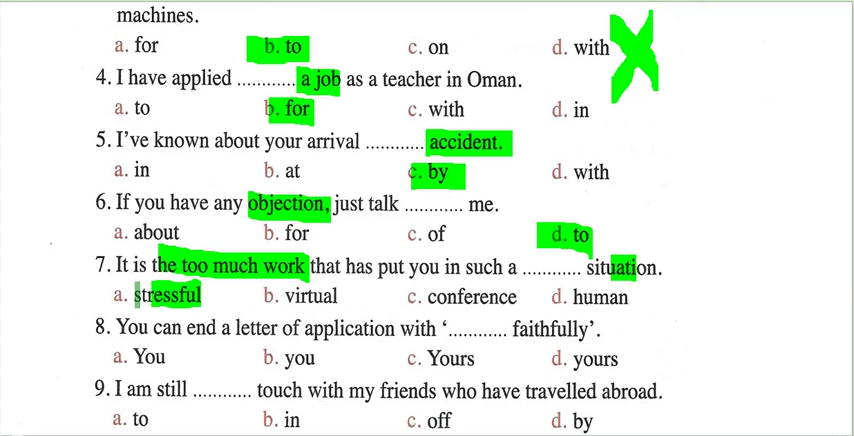 machines.
a. for b. to c. on d. with
4. I have applied ............ a job as a teacher in Oman.
a. to b. for c. with d. in
5. I’ve known about your arrival ............ accident.
a. in b. at c. by d. with
6. If you have any objection, just talk ............ me.
a. about b. for c. of d. to
7. It is the too much work that has put you in such a ............ situation.
a. stressful b. virtual c. conference d. human
8. You can end a letter of application with ‘............ faithfully’.
a. You b. you c. Yours d. yours
9. I am still ............ touch with my friends who have travelled abroad.
a. to b. in c. off d. by